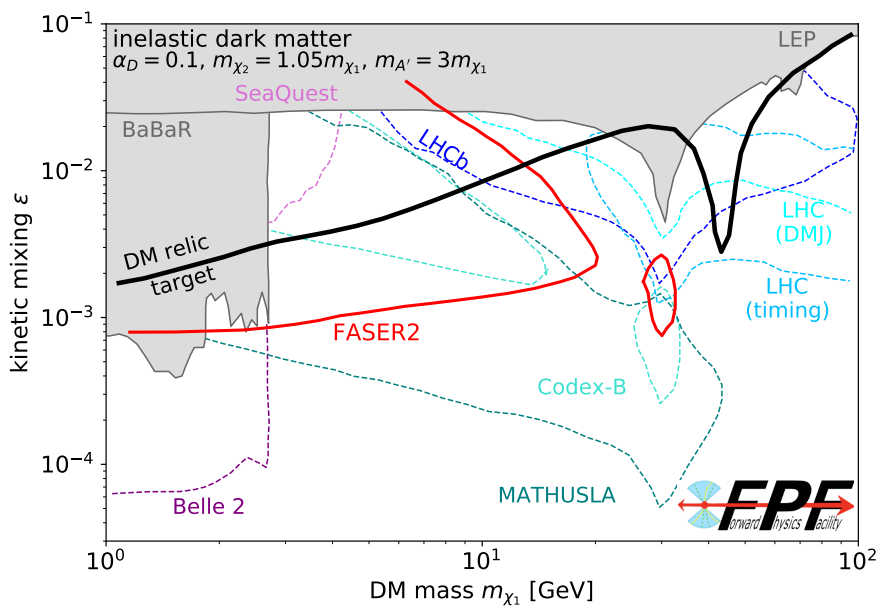 inelastic dark matter
α_D = 0.1, m_χ₂ = 1.05m_χ₁, m_A′ = 3m_χ₁
LEP
SeaQuest
BaBaR
LHCb
DM relic
target
LHC
(DMJ)
LHC
(timing)
FASER2
Codex-B
MATHUSLA
Belle 2
FPF
Forward Physics Facility
kinetic mixing ε
10⁻¹
10⁻²
10⁻³
10⁻⁴
10⁰
10¹
10²
DM mass m_χ₁ [GeV]